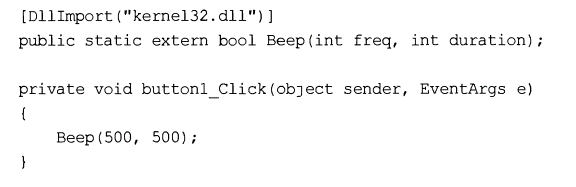 [DllImport("kernel32.dll")]
public static extern bool Beep(int freq, int duration);
private void button1_Click(object sender, EventArgs e)
{
Beep(500, 500);
}